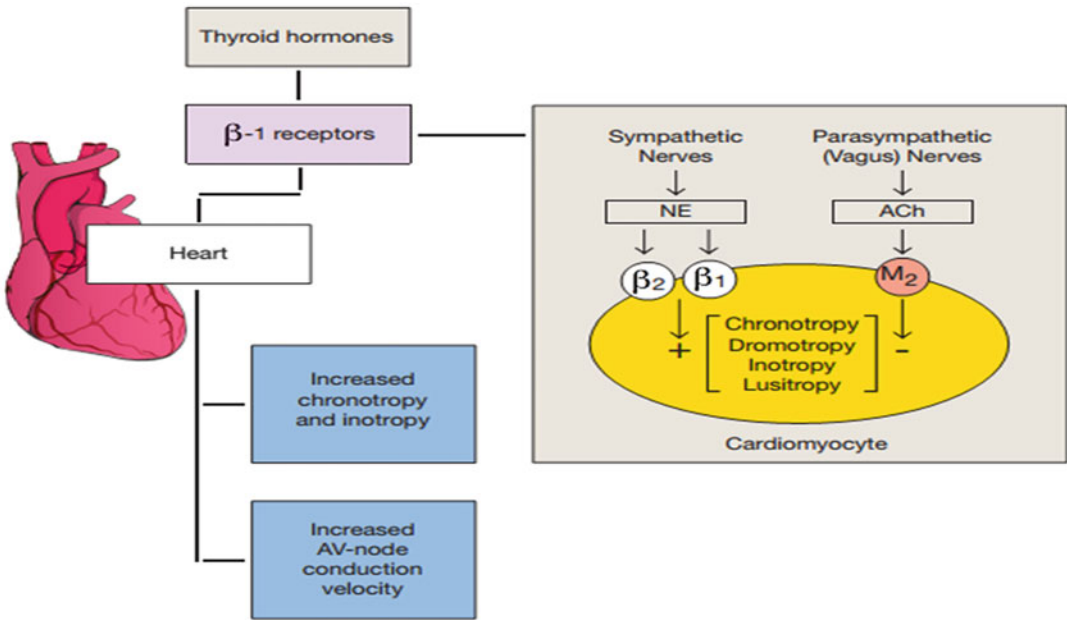 Thyroid hormones
β-1 receptors
Heart
Increased
chronotropy
and inotropy
Increased
AV-node
conduction
velocity
Sympathetic
Nerves
NE
β2
β1
Parasympathetic
(Vagus) Nerves
ACh
M2
+
Chronotropy
Dromotropy
Inotropy
Lusitropy
-
Cardiomyocyte